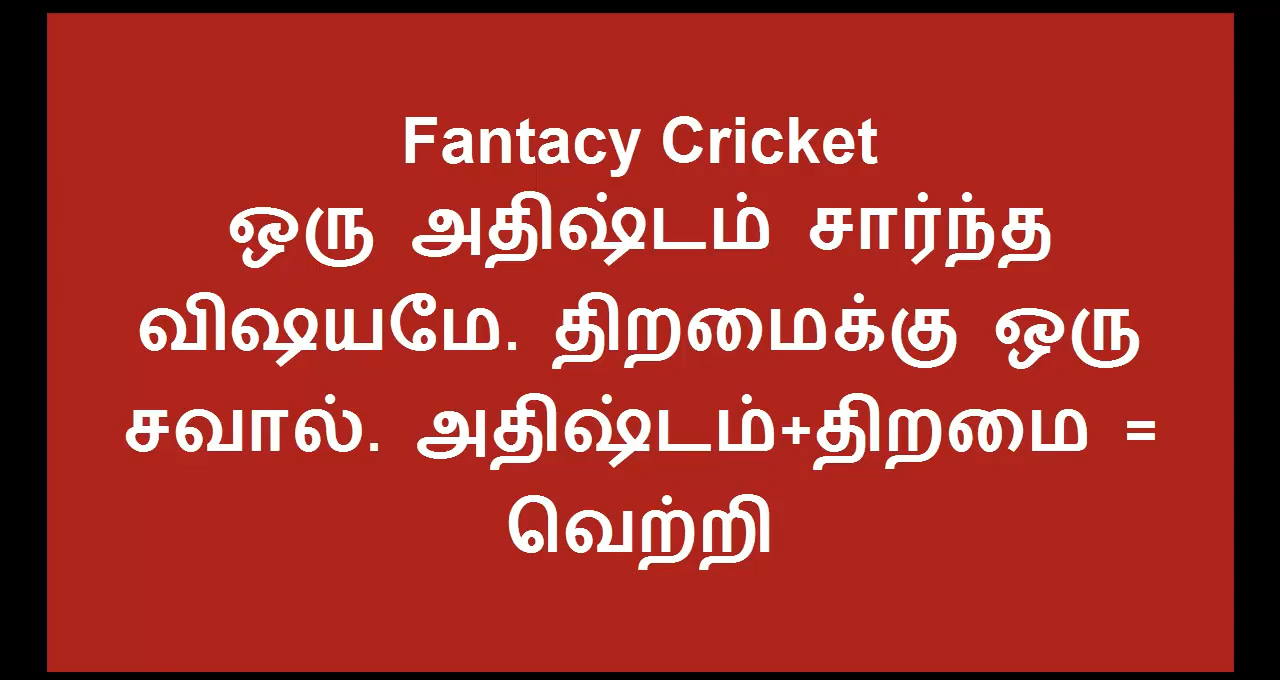 Fantacy Cricket
ஒரு அதிஷ்டம் சார்ந்த
விஷயமே. திறமைக்கு ஒரு
சவால். அதிஷ்டம்+திறமை =
வெற்றி